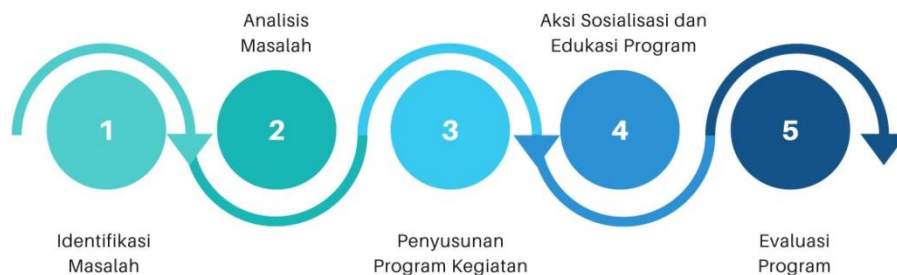 1
Identifikasi
Masalah
Analisis
Masalah
2
3
Penyusunan
Program Kegiatan
Aksi Sosialisasi dan
Edukasi Program
4
5
Evaluasi
Program